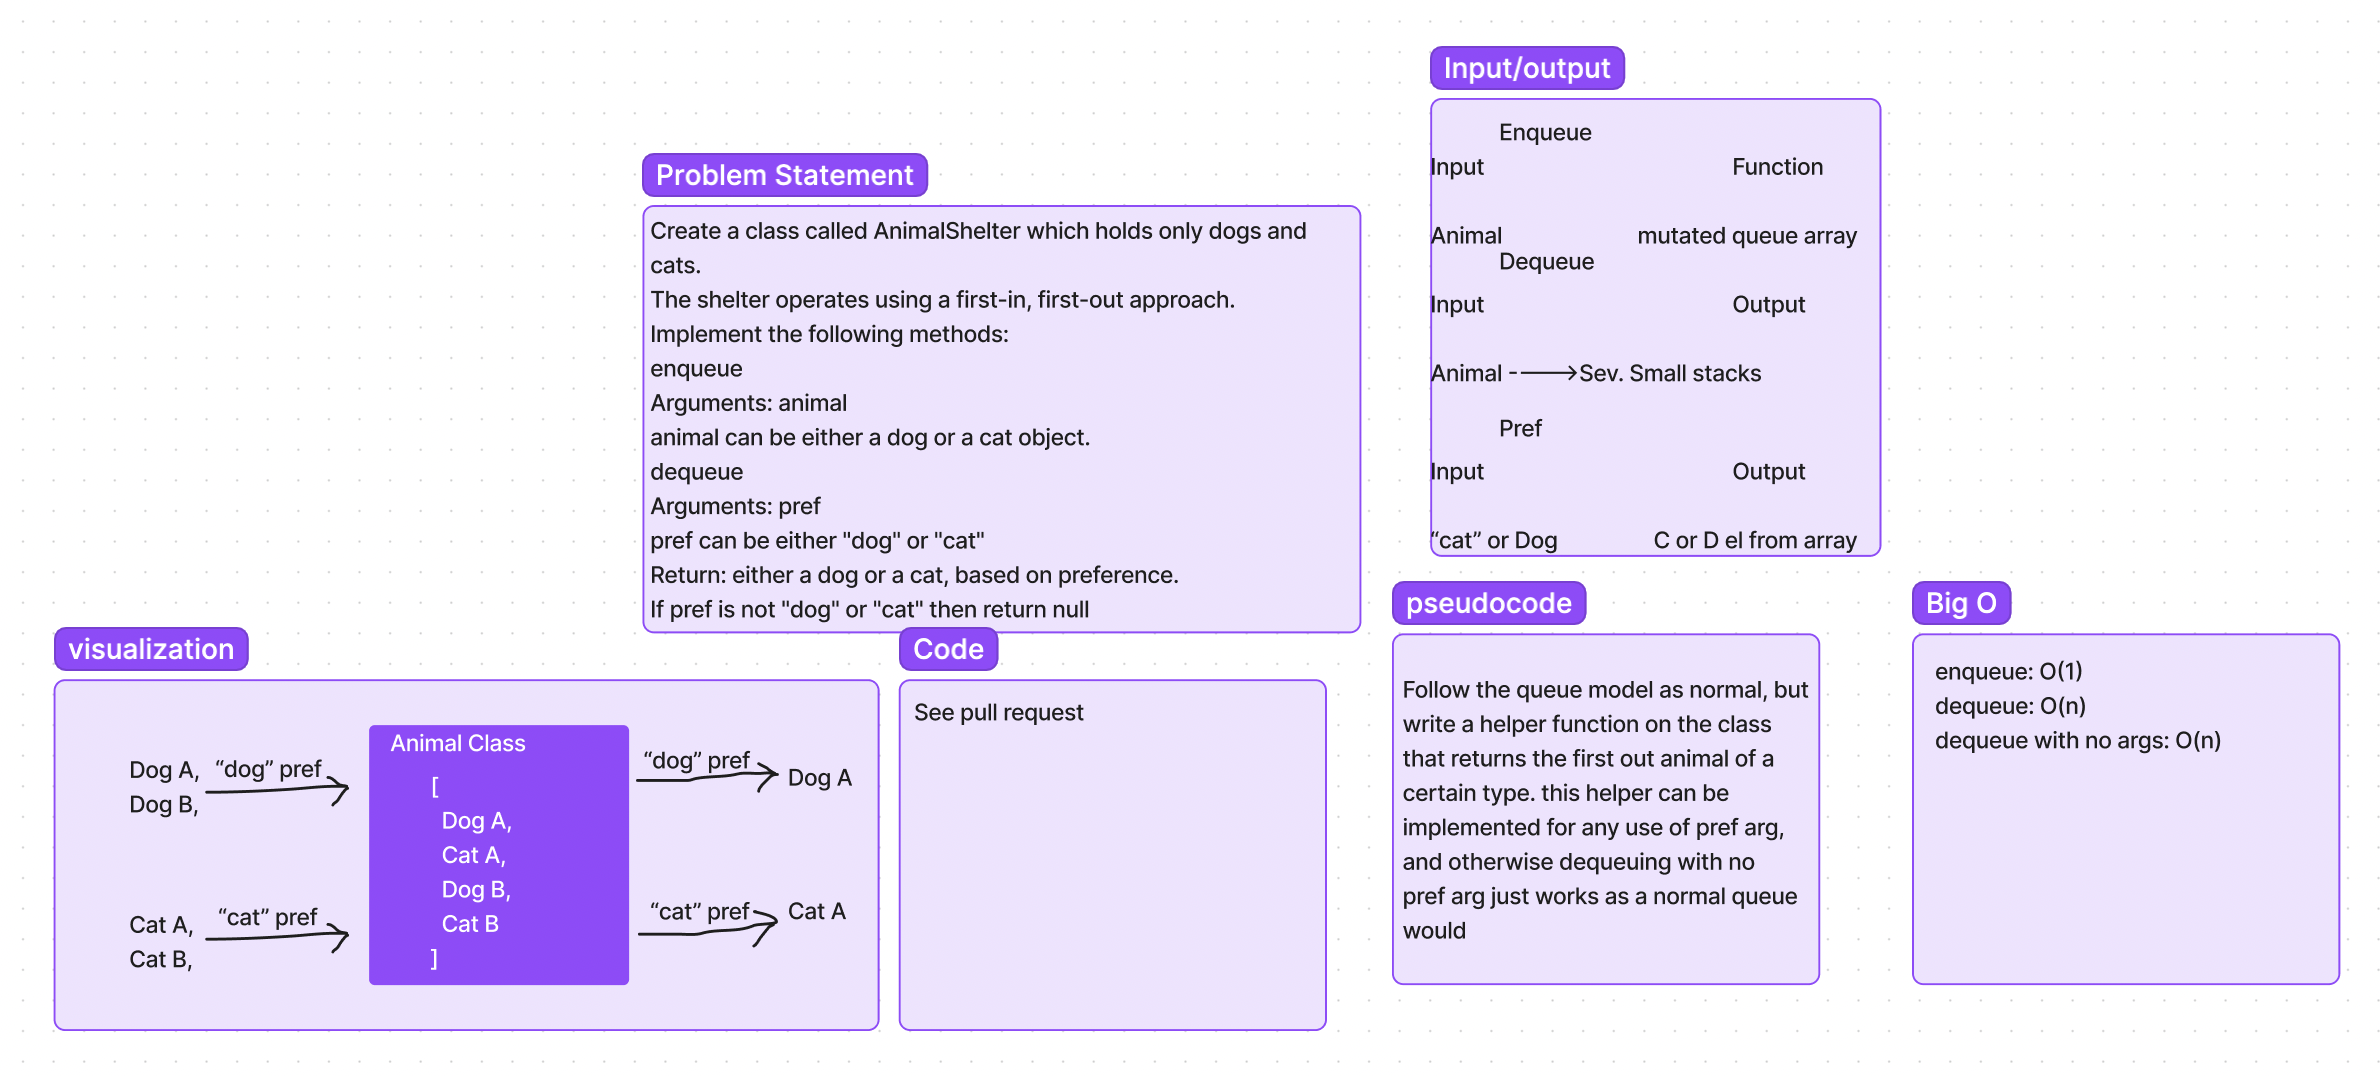 Problem Statement
Create a class called AnimalShelter which holds only dogs and
cats.
The shelter operates using a first-in, first-out approach.
Implement the following methods:
enqueue
Arguments: animal
animal can be either a dog or a cat object.
dequeue
Arguments: pref
pref can be either "dog" or "cat"
Return: either a dog or a cat, based on preference.
If pref is not "dog" or "cat" then return null
Input/output
Enqueue
Input Function
Animal mutated queue array
Dequeue
Input Output
Animal Sev. Small stacks
Pref
Input Output
“cat” or Dog C or D el from array
visualization
Dog A,
Dog B,
“dog” pref
Cat A,
Cat B,
“cat” pref
Animal Class
[
Dog A,
Cat A,
Dog B,
Cat B
]
“dog” pref
Dog A
“cat” pref
Cat A
Code
See pull request
pseudocode
Follow the queue model as normal, but
write a helper function on the class
that returns the first out animal of a
certain type. this helper can be
implemented for any use of pref arg,
and otherwise dequeuing with no
pref arg just works as a normal queue
would
Big O
enqueue: O(1)
dequeue: O(n)
dequeue with no args: O(n)